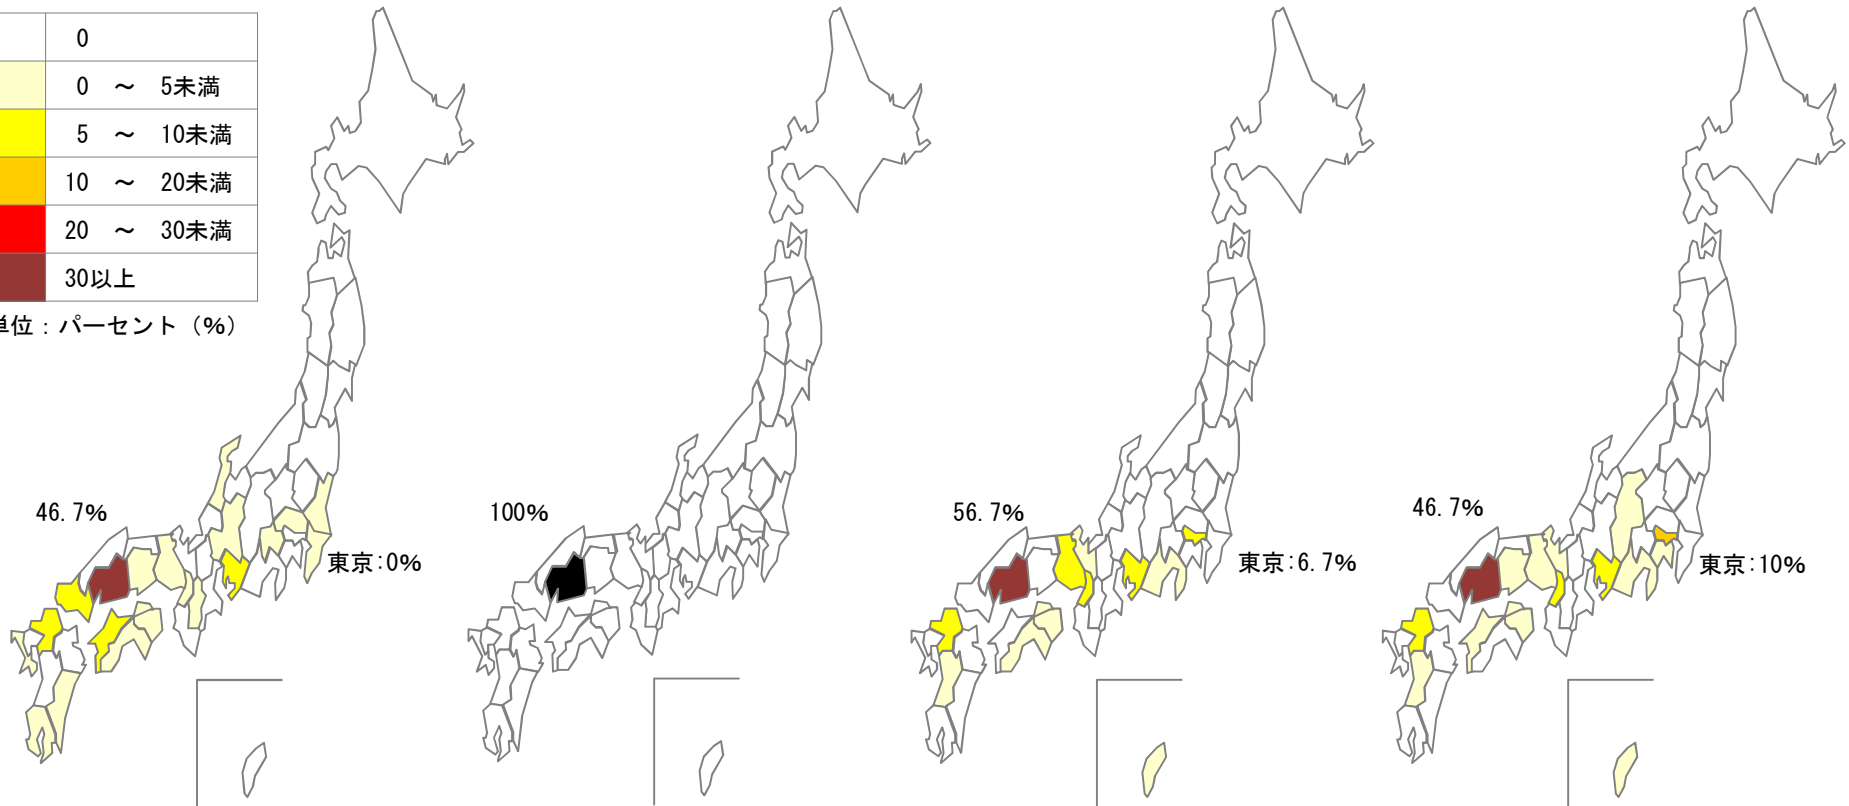 0
0 ～ 5未満
5 ～ 10未満
10 ～ 20未満
20 ～ 30未満
30以上
単位：パーセント（%）
46.7%
東京：0%
100%
56.7%
東京：6.7%
46.7%
東京：10%